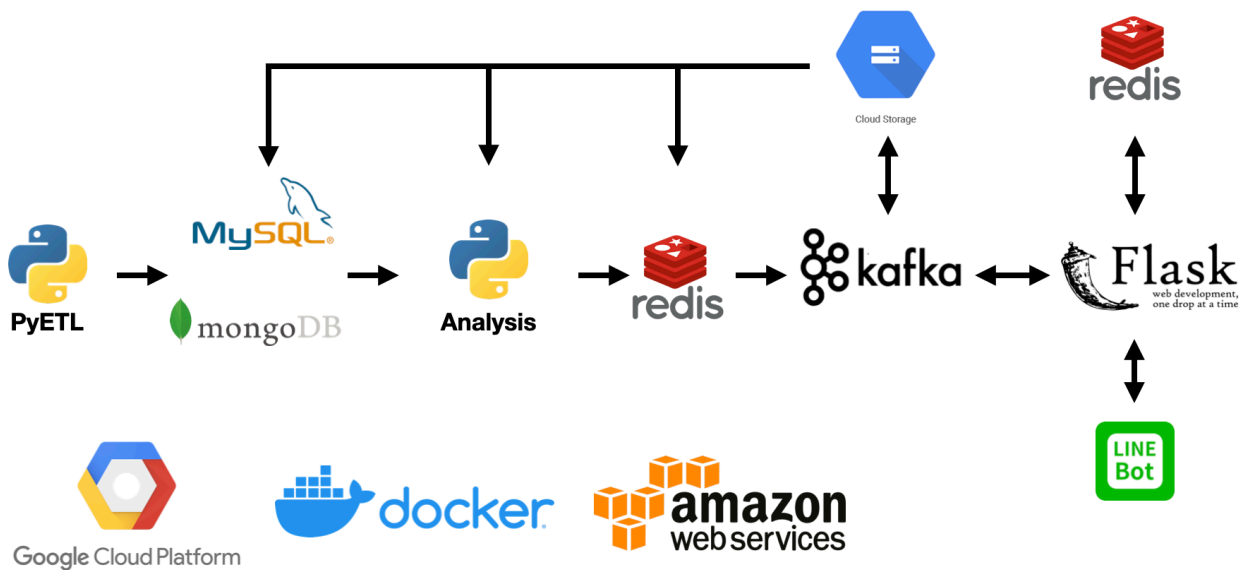 Cloud Storage
redis
MySQL®
PyETL
mongoDB
Analysis
redis
kafka
Flask
web development,
one drop at a time
LINE
Bot
Google Cloud Platform
docker
amazon
web services